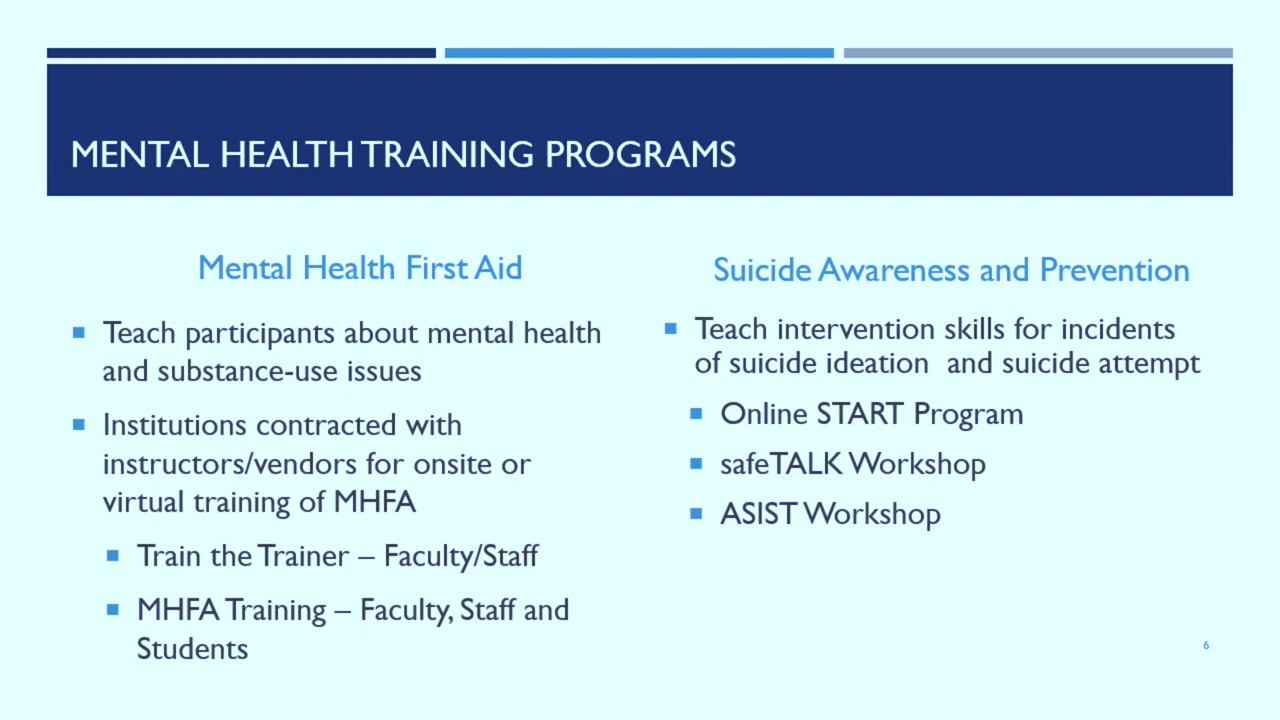 MENTAL HEALTH TRAINING PROGRAMS
Mental Health First Aid
■ Teach participants about mental health
and substance-use issues
■ Institutions contracted with
instructors/vendors for onsite or
virtual training of MHFA
■ Train the Trainer – Faculty/Staff
■ MHFA Training – Faculty, Staff and
Students
Suicide Awareness and Prevention
■ Teach intervention skills for incidents
of suicide ideation  and suicide attempt
■ Online START Program
■ safeTALK Workshop
■ ASIST Workshop
6